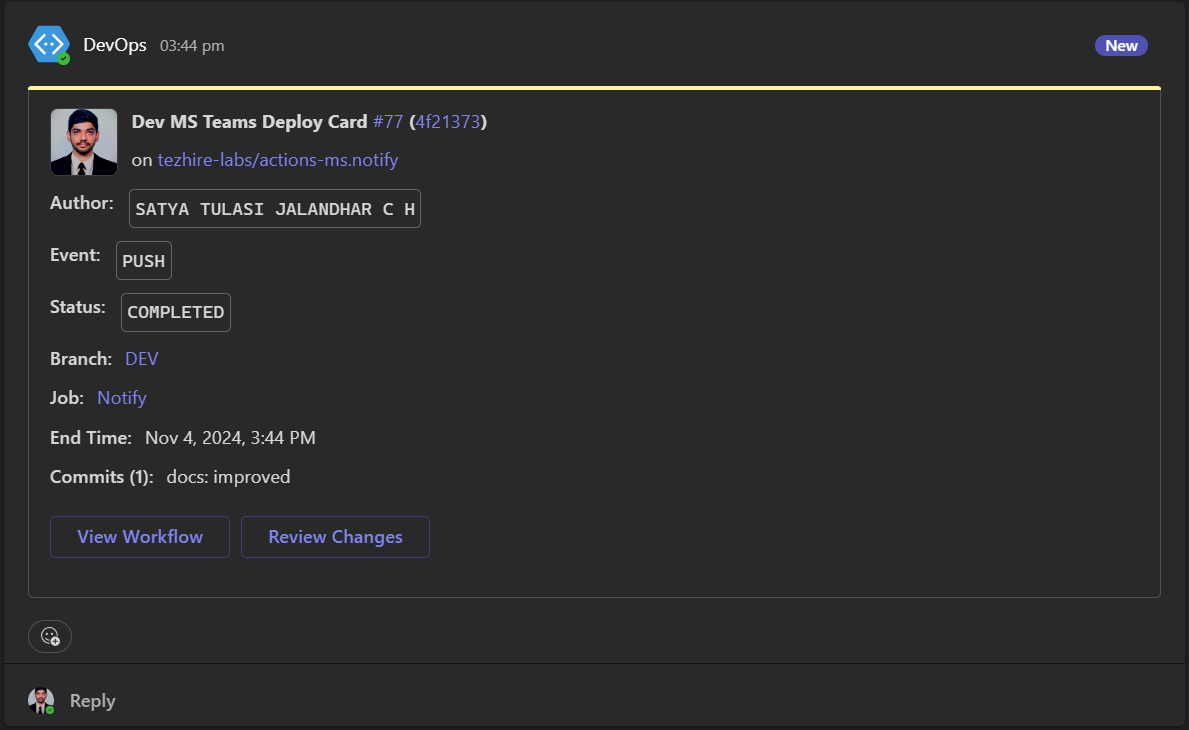 DevOps 03:44 pm New
Dev MS Teams Deploy Card #77 (4f21373)
on tezhire-labs/actions-ms.notify
Author: SATYA TULASI JALANDHAR C H
Event: PUSH
Status: COMPLETED
Branch: DEV
Job: Notify
End Time: Nov 4, 2024, 3:44 PM
Commits (1): docs: improved
View Workflow Review Changes
Reply